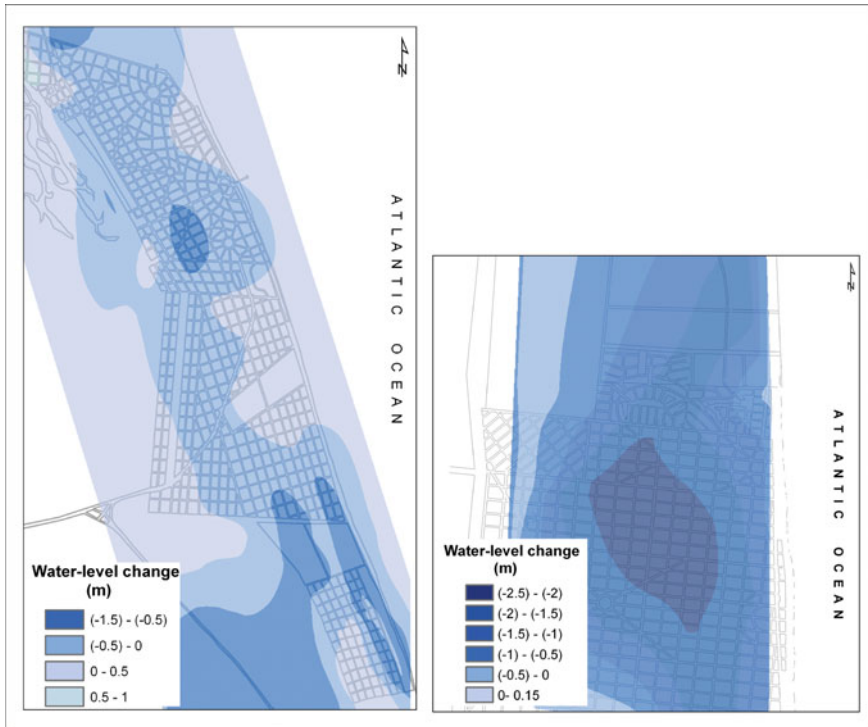 N
ATLANTIC OCEAN
Water-level change
(m)
(-1.5) - (-0.5)
(-0.5) - 0
0 - 0.5
0.5 - 1
N
ATLANTIC OCEAN
Water-level change
(m)
(-2.5) - (-2)
(-2) - (-1.5)
(-1.5) - (-1)
(-1) - (-0.5)
(-0.5) - 0
0- 0.15